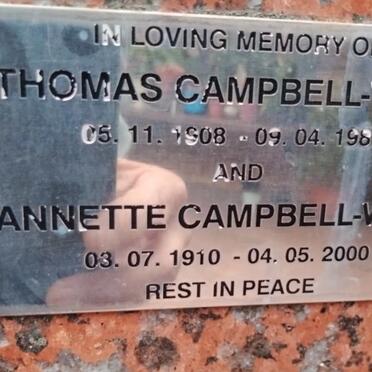 IN LOVING MEMORY O
THOMAS CAMPBELL-
05. 11. 1908 - 09. 04. 198
AND
ANNETTE CAMPBELL-W
03. 07. 1910 - 04. 05. 2000
REST IN PEACE